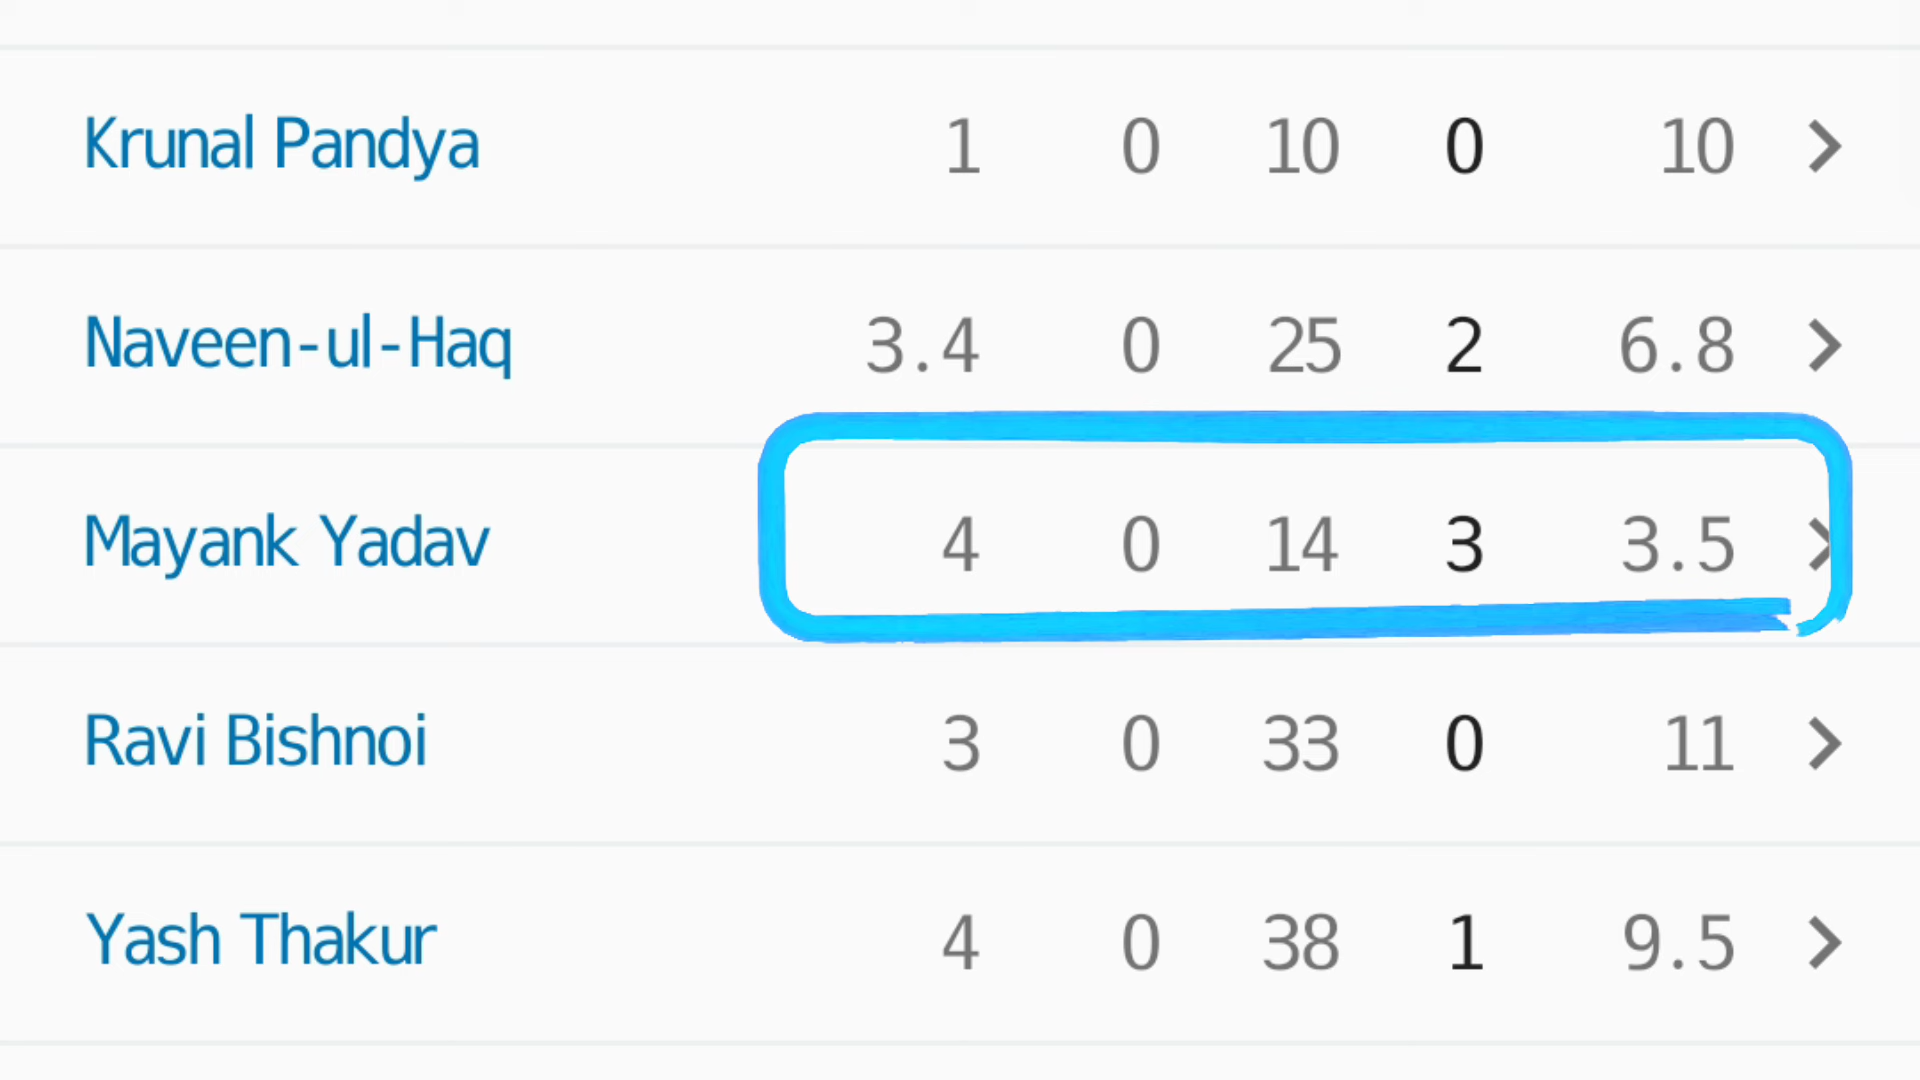 Krunal Pandya 1 0 10 0 10
Naveen-ul-Haq 3.4 0 25 2 6.8
Mayank Yadav 4 0 14 3 3.5
Ravi Bishnoi 3 0 33 0 11
Yash Thakur 4 0 38 1 9.5